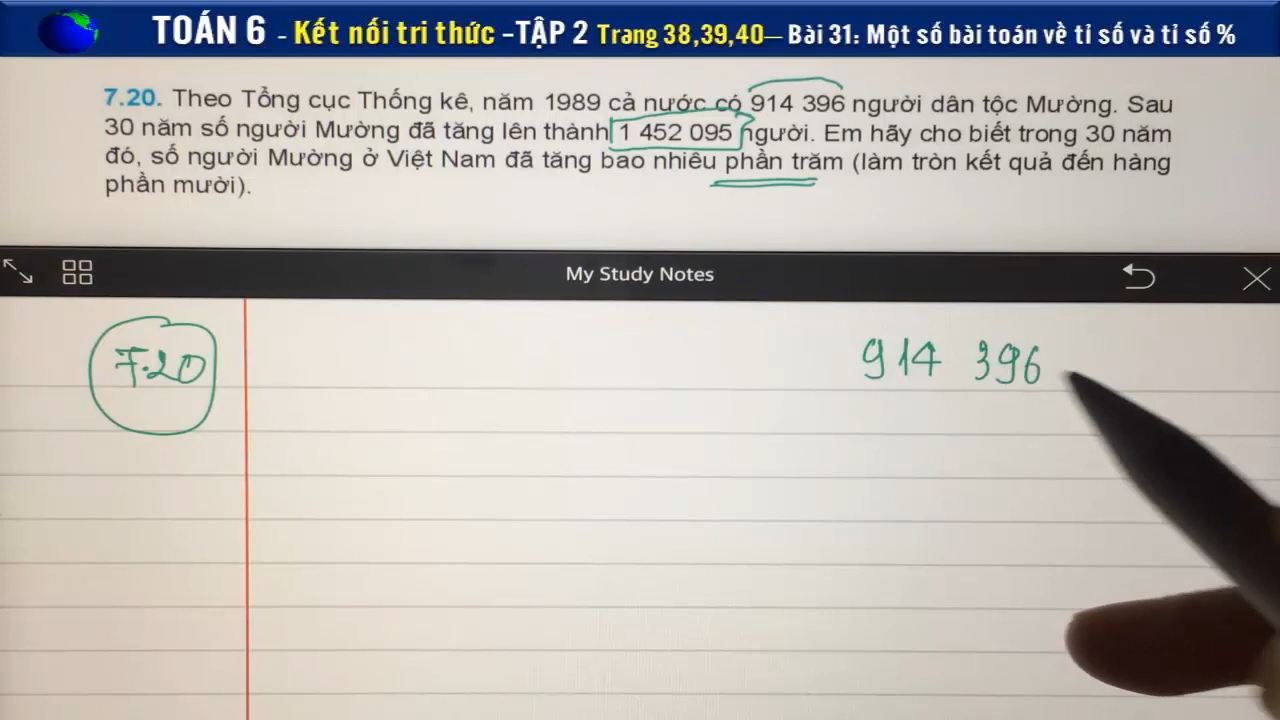 TOÁN 6 - Kết nối tri thức -TẬP 2 Trang 38,39,40— Bài 31: Một số bài toán về tỉ số và tỉ số %
7.20. Theo Tổng cục Thống kê, năm 1989 cả nước có 914 396 người dân tộc Mường. Sau
30 năm số người Mường đã tăng lên thành 1 452 095 người. Em hãy cho biết trong 30 năm
đó, số người Mường ở Việt Nam đã tăng bao nhiêu phần trăm (làm tròn kết quả đến hàng
phần mười).
My Study Notes
7.20
914 396